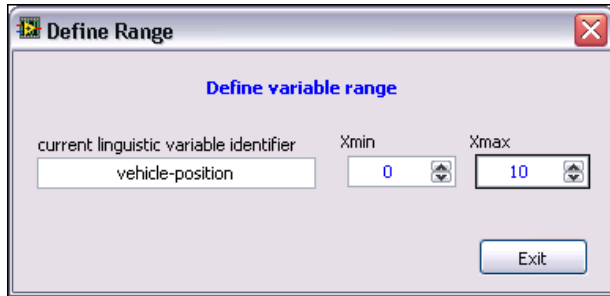 Define Range
Define variable range
current linguistic variable identifier Xmin Xmax
vehicle-position 0 10
Exit